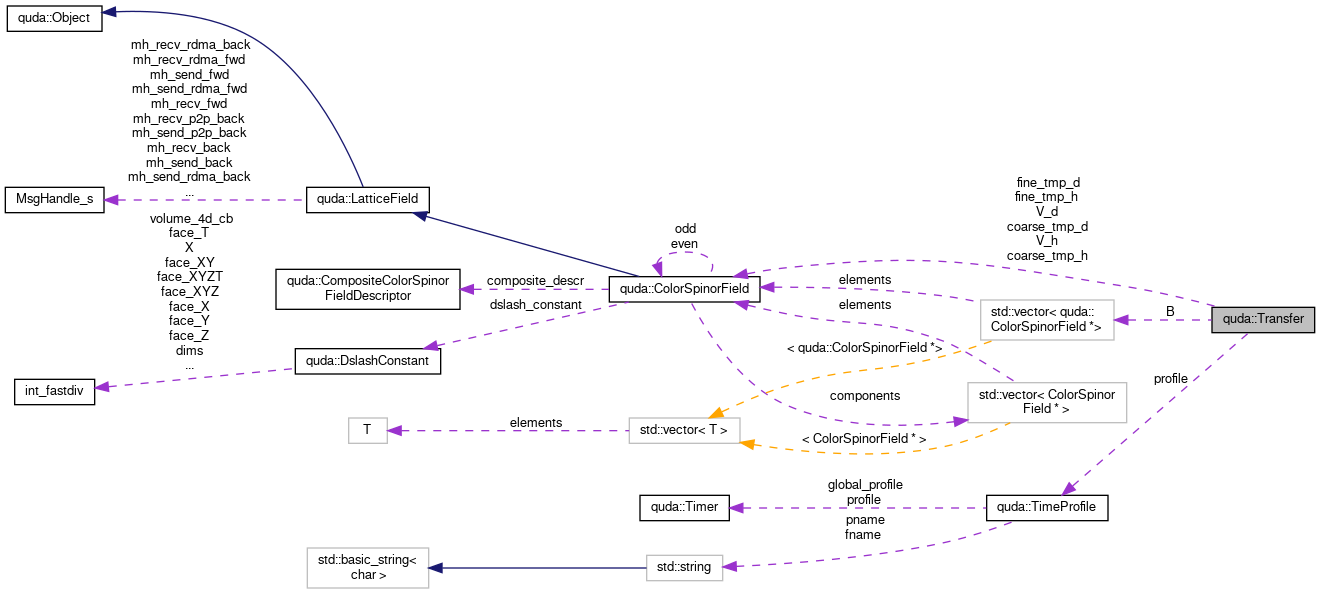 quda::Object
mh_recv_rdma_back
mh_recv_rdma_fwd
mh_send_fwd
mh_send_rdma_fwd
mh_recv_fwd
mh_recv_p2p_back
mh_send_p2p_back
mh_recv_back
mh_send_back
mh_send_rdma_back
...
MsgHandle_s
quda::LatticeField
volume_4d_cb
face_T
X
face_XY
face_XYZT
face_XYZ
face_X
face_Y
face_Z
dims
...
int_fastdiv
quda::CompositeColorSpinor
FieldDescriptor
composite_descr
dslash_constant
quda::DslashConstant
odd
even
quda::ColorSpinorField
fine_tmp_d
fine_tmp_h
V_d
coarse_tmp_d
V_h
coarse_tmp_h
elements
elements
std::vector< quda::
ColorSpinorField *>
B
quda::Transfer
< quda::ColorSpinorField *>
components
std::vector< ColorSpinor
Field * >
profile
T
elements
std::vector< T >
< ColorSpinorField * >
quda::Timer
global_profile
profile
quda::TimeProfile
pname
fname
std::basic_string<
char >
std::string